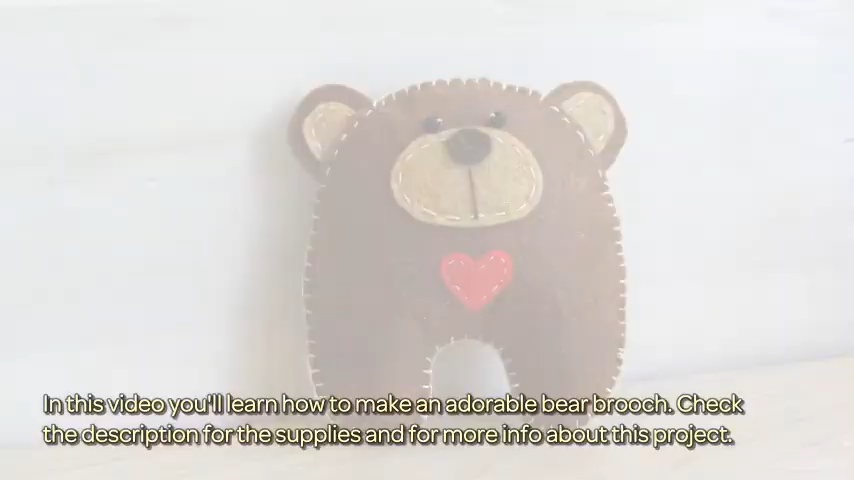 In this video you'll learn how to make an adorable bear brooch. Check
the description for the supplies and for more info about this project.